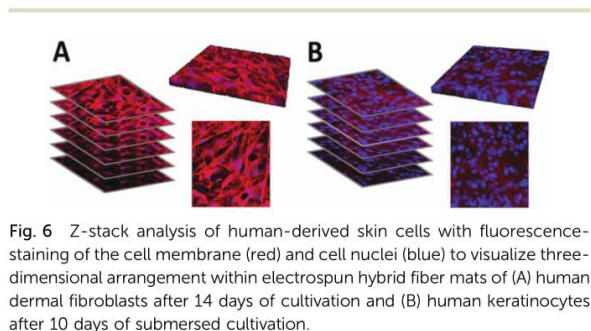 A
B
Fig. 6 Z-stack analysis of human-derived skin cells with fluorescence-
staining of the cell membrane (red) and cell nuclei (blue) to visualize three-
dimensional arrangement within electrospun hybrid fiber mats of (A) human
dermal fibroblasts after 14 days of cultivation and (B) human keratinocytes
after 10 days of submersed cultivation.